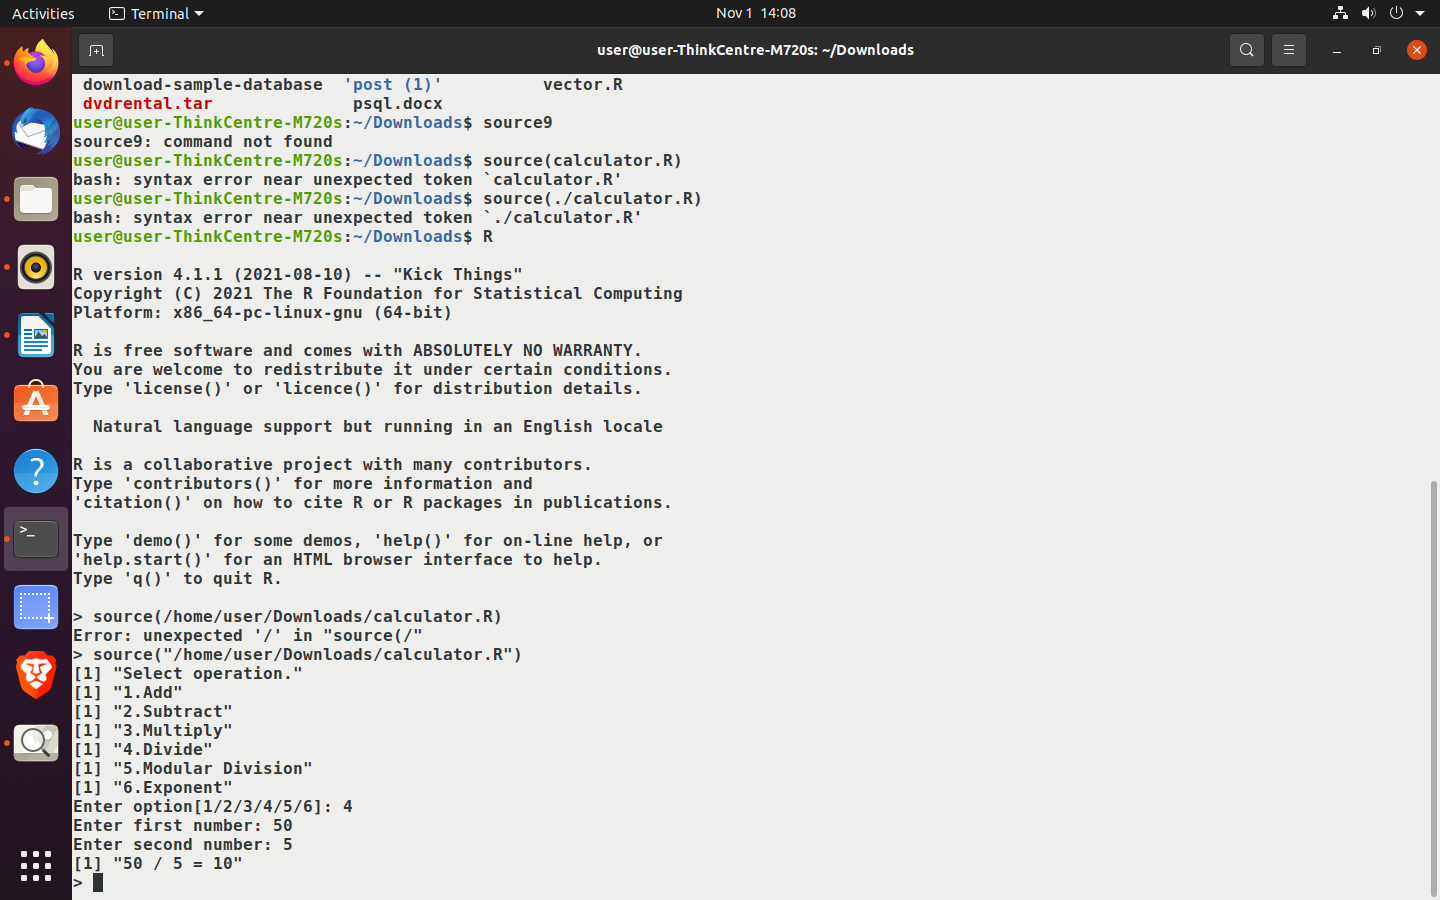 Activities Terminal Nov 1 14:08
user@user-ThinkCentre-M720s: ~/Downloads
download-sample-database 'post (1)' vector.R
dvdrental.tar psql.docx
user@user-ThinkCentre-M720s:~/Downloads$ source9
source9: command not found
user@user-ThinkCentre-M720s:~/Downloads$ source(calculator.R)
bash: syntax error near unexpected token `calculator.R'
user@user-ThinkCentre-M720s:~/Downloads$ source(./calculator.R)
bash: syntax error near unexpected token `./calculator.R'
user@user-ThinkCentre-M720s:~/Downloads$ R
R version 4.1.1 (2021-08-10) -- "Kick Things"
Copyright (C) 2021 The R Foundation for Statistical Computing
Platform: x86_64-pc-linux-gnu (64-bit)
R is free software and comes with ABSOLUTELY NO WARRANTY.
You are welcome to redistribute it under certain conditions.
Type 'license()' or 'licence()' for distribution details.
Natural language support but running in an English locale
R is a collaborative project with many contributors.
Type 'contributors()' for more information and
'citation()' on how to cite R or R packages in publications.
Type 'demo()' for some demos, 'help()' for on-line help, or
'help.start()' for an HTML browser interface to help.
Type 'q()' to quit R.
> source(/home/user/Downloads/calculator.R)
Error: unexpected '/' in "source(/"
> source("/home/user/Downloads/calculator.R")
[1] "Select operation."
[1] "1.Add"
[1] "2.Subtract"
[1] "3.Multiply"
[1] "4.Divide"
[1] "5.Modular Division"
[1] "6.Exponent"
Enter option[1/2/3/4/5/6]: 4
Enter first number: 50
Enter second number: 5
[1] "50 / 5 = 10"
>